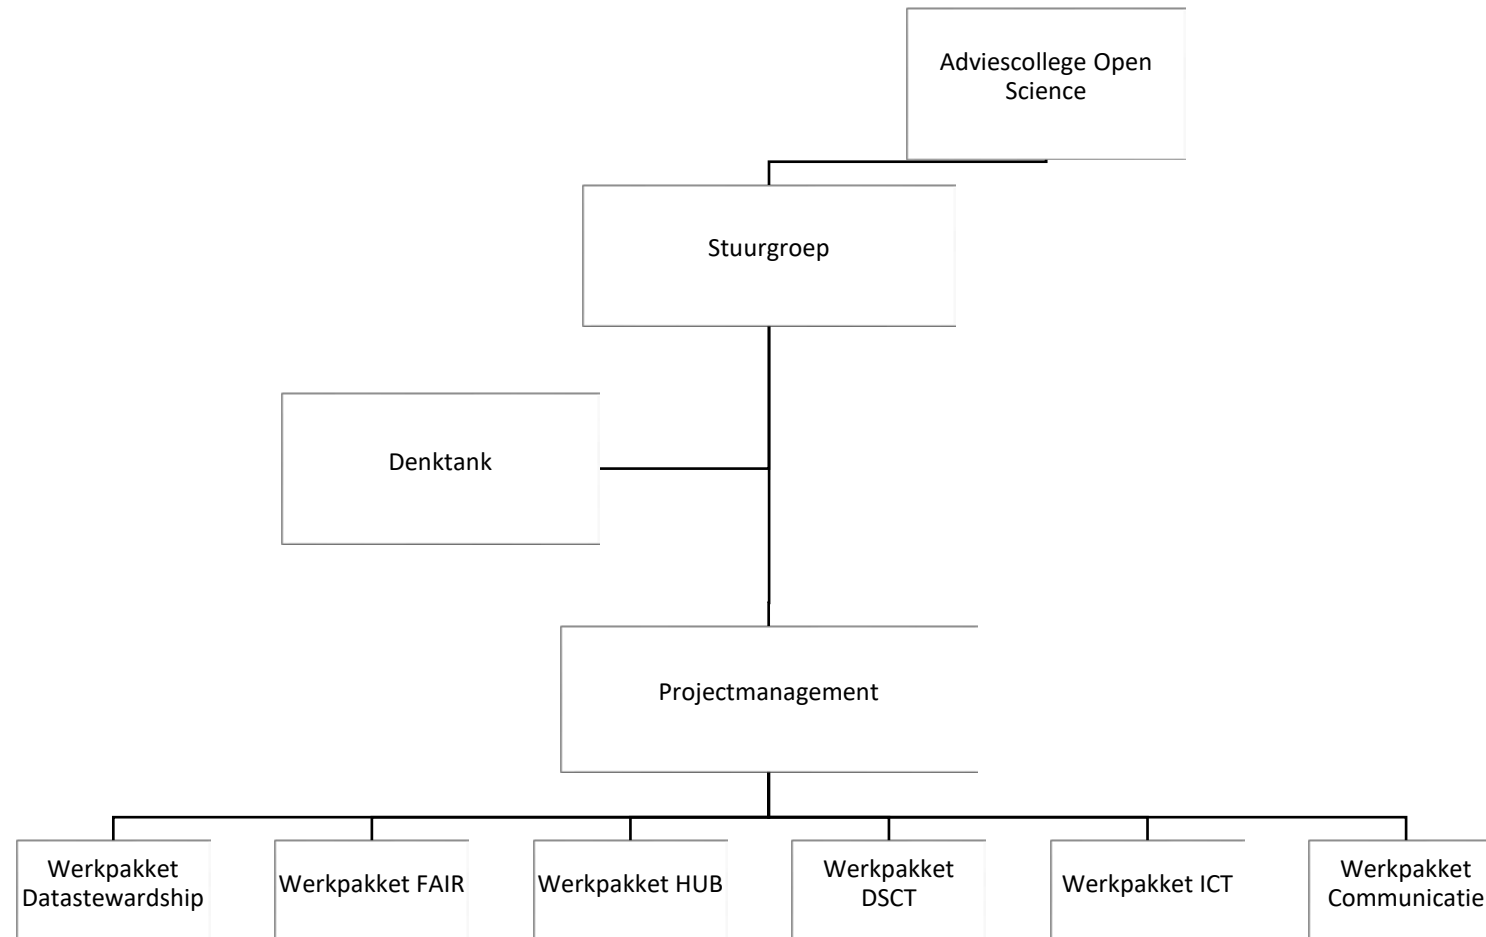 Adviescollege Open
Science
Stuurgroep
Denktank
Projectmanagement
Werkpakket
Datastewardship
Werkpakket FAIR
Werkpakket HUB
Werkpakket
DSCT
Werkpakket ICT
Werkpakket
Communicatie